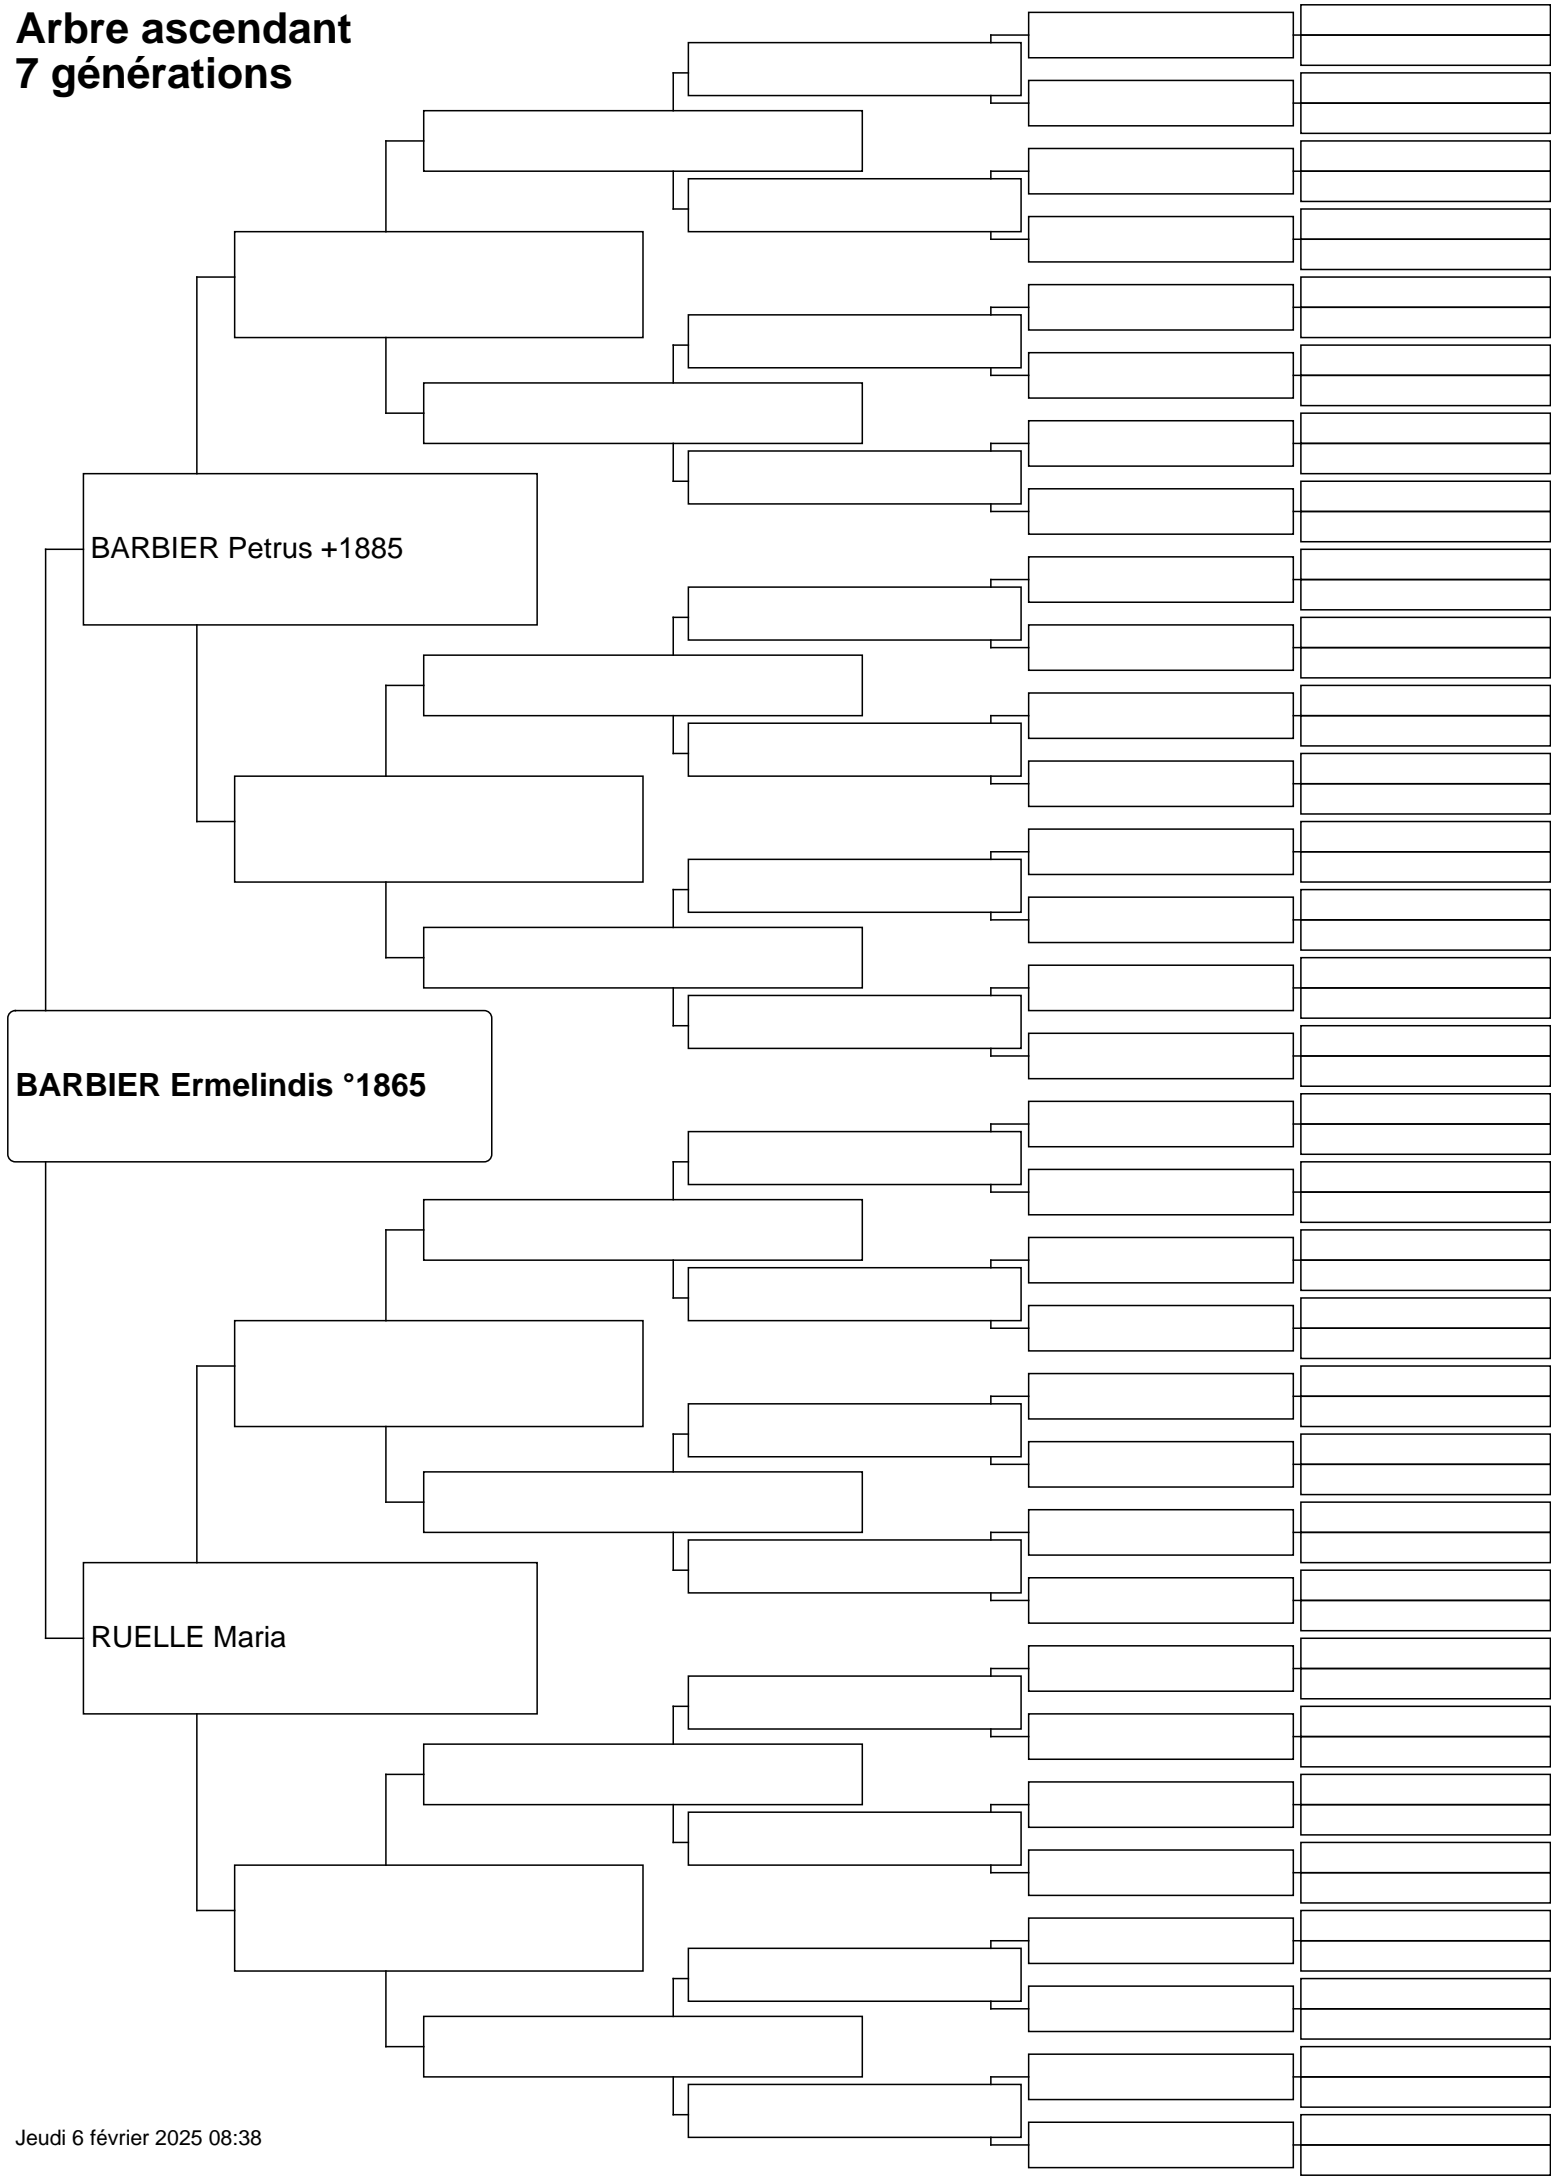 Arbre ascendant
7 générations
BARBIER Petrus +1885
BARBIER Ermelindis °1865
RUELLE Maria
Jeudi 6 février 2025 08:38